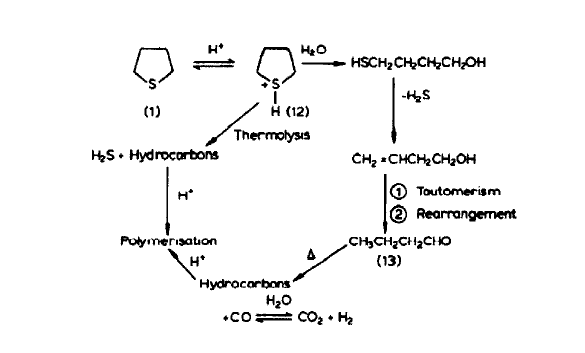 H⁺
H₂O
S
+S
HSCH₂CH₂CH₂CH₂OH
H (12)
(1)
-H₂S
Thermolysis
H₂S + Hydrocarbons
CH₂=CHCH₂CH₂OH
H⁺
① Tautomerism
② Rearrangement
Polymerisation
CH₃CH₂CH₂CHO
H⁺
Δ
(13)
Hydrocarbons
H₂O
+CO ⇌ CO₂ + H₂